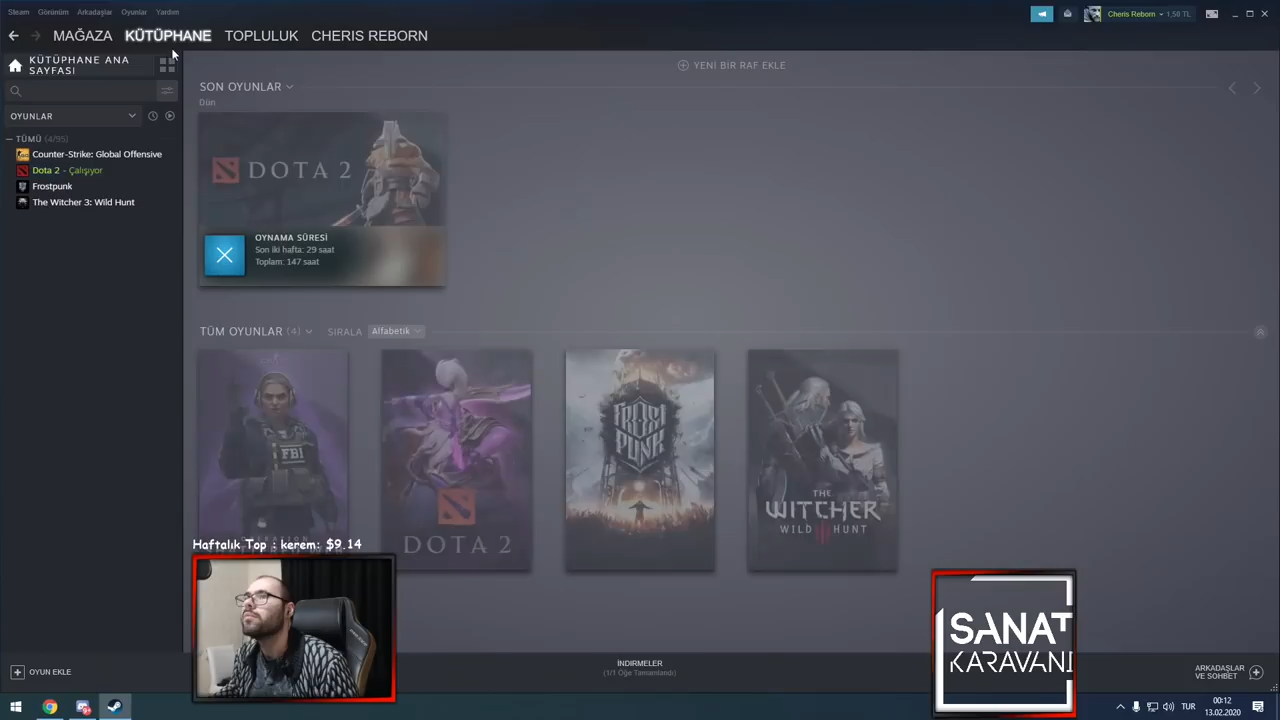 Steam Görünüm Arkadaşlar Oyunlar Yardım
Cheris Reborn 1,50 TL
MAĞAZA KÜTÜPHANE TOPLULUK CHERIS REBORN
KÜTÜPHANE ANA
SAYFASI
YENİ BİR RAF EKLE
SON OYUNLAR
Dün
OYUNLAR
TÜMÜ (4/95)
Counter-Strike: Global Offensive
Dota 2 - Çalışıyor
Frostpunk
The Witcher 3: Wild Hunt
DOTA 2
OYNAMA SÜRESİ
Son iki hafta: 29 saat
Toplam: 147 saat
TÜM OYUNLAR (4) SIRALA Alfabetik
FBI
DOTA 2
FROST
PUNK
THE
WITCHER
WILD HUNT
Haftalık Top : kerem: $9.14
SANAT
KARAVANI
OYUN EKLE
İNDİRMELER
(1/1 Öğe Tamamlandı)
ARKADAŞLAR
VE SOHBET
TUR
00:12
13.02.2020